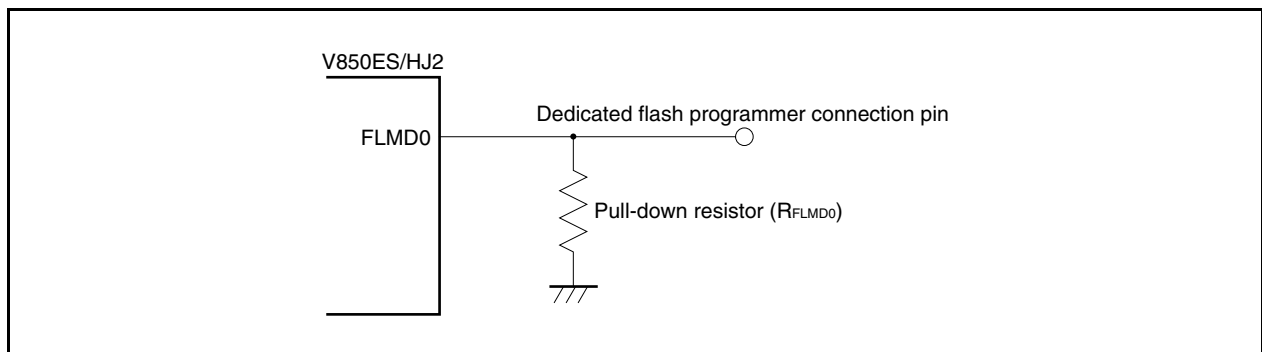 V850ES/HJ2
Dedicated flash programmer connection pin
FLMD0
Pull-down resistor (RFLMD0)